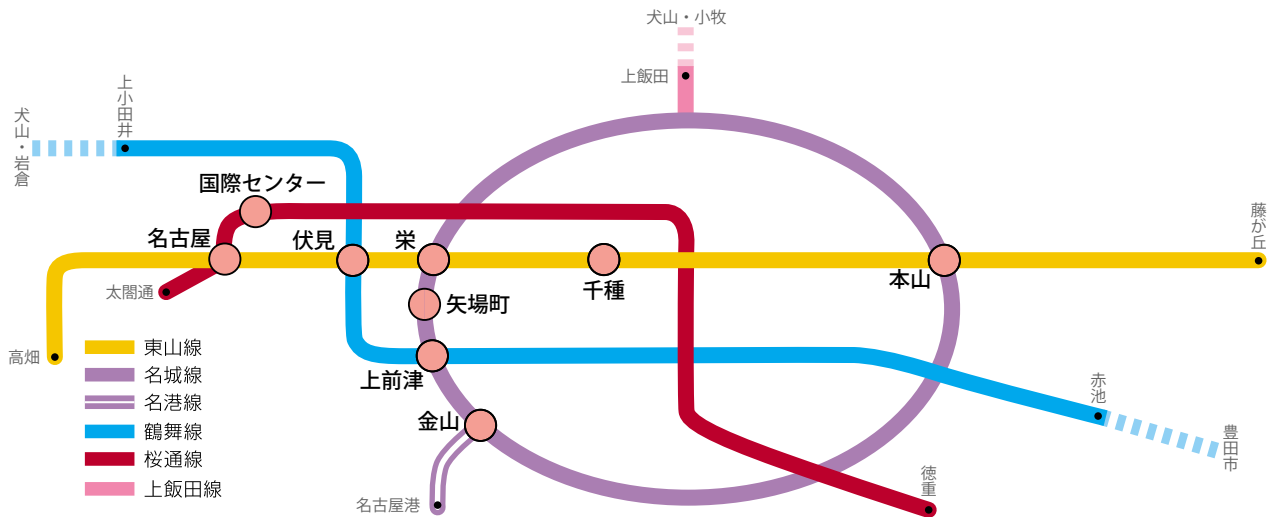 犬山・小牧
上飯田
上小田井
犬山・岩倉
国際センター
名古屋
伏見
栄
藤が丘
本山
千種
太閤通
矢場町
高畑
東山線
名城線
名港線
鶴舞線
桜通線
上飯田線
上前津
赤池
金山
豊田市
徳重
名古屋港